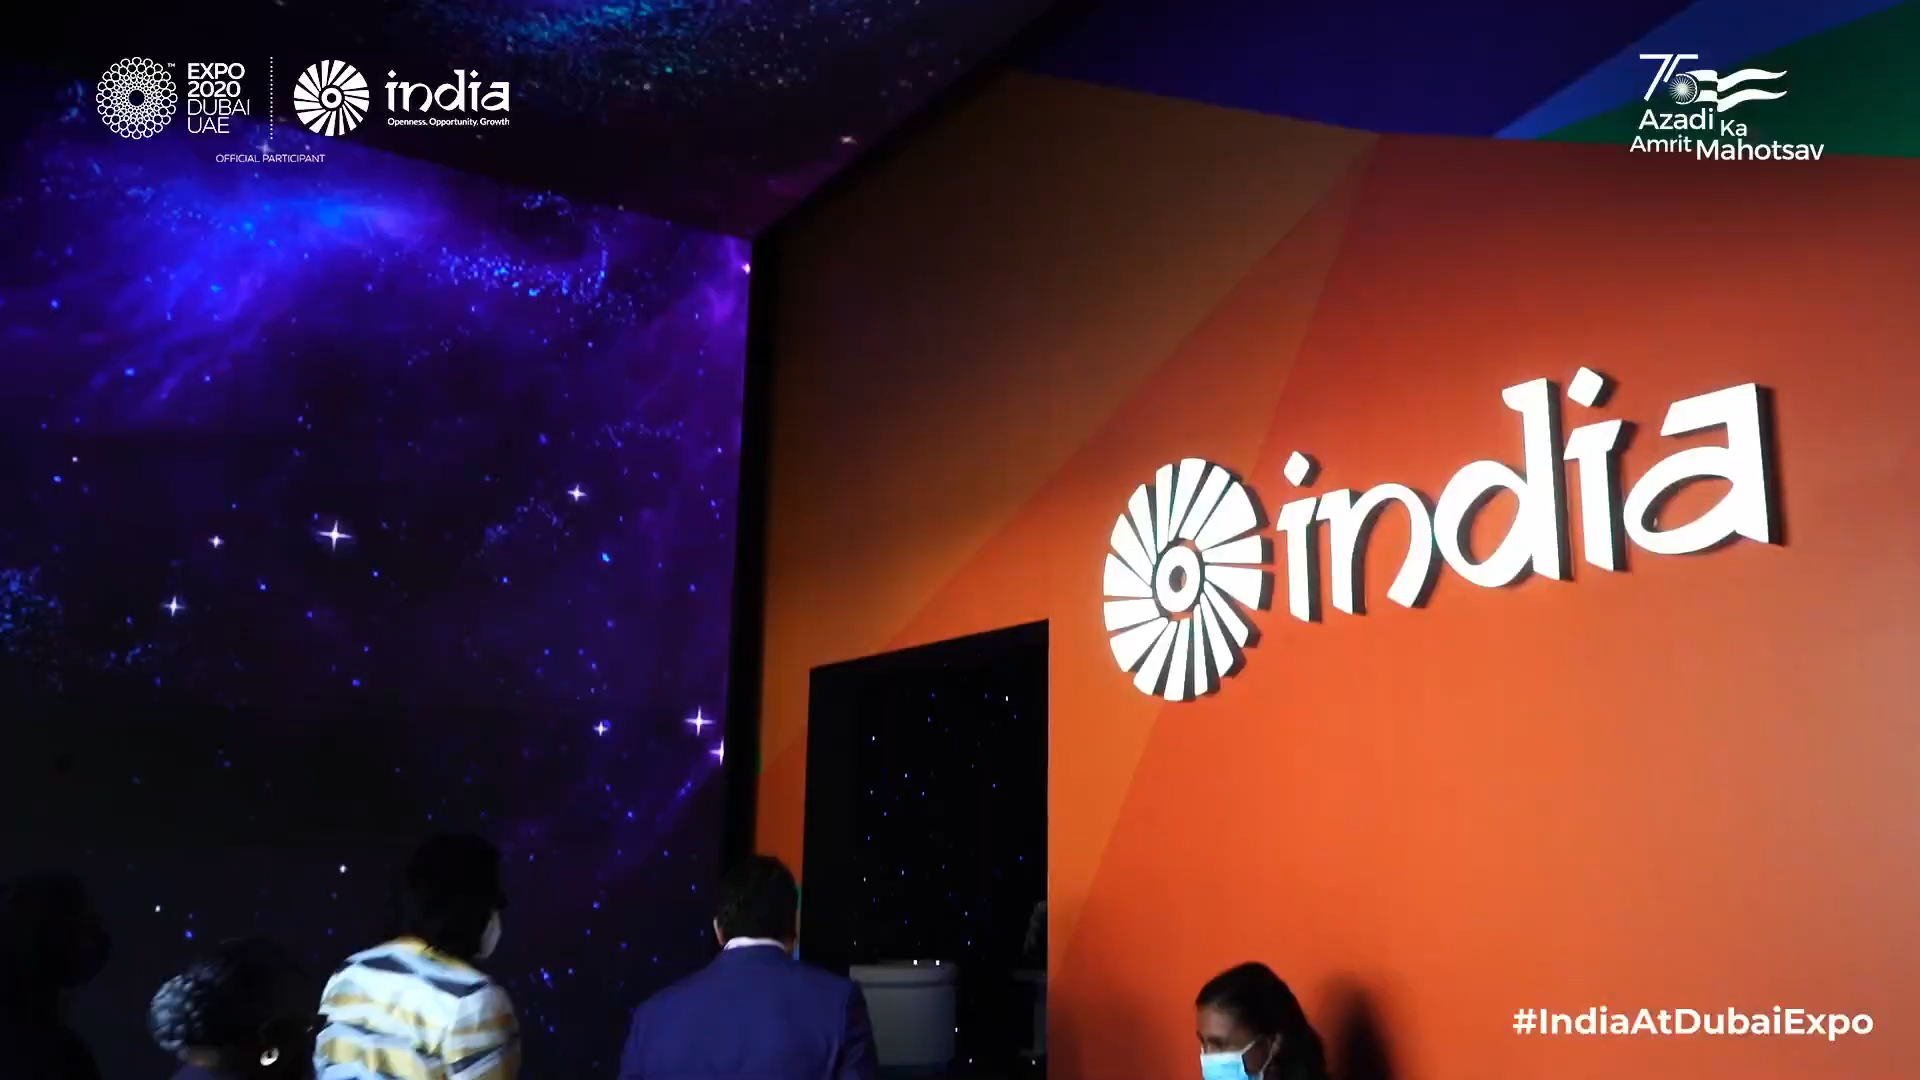 EXPO
2020
DUBAI
UAE
OFFICIAL PARTICIPANT
india
Openness. Opportunity. Growth
75
Azadi Ka
Amrit Mahotsav
india
#IndiaAtDubaiExpo